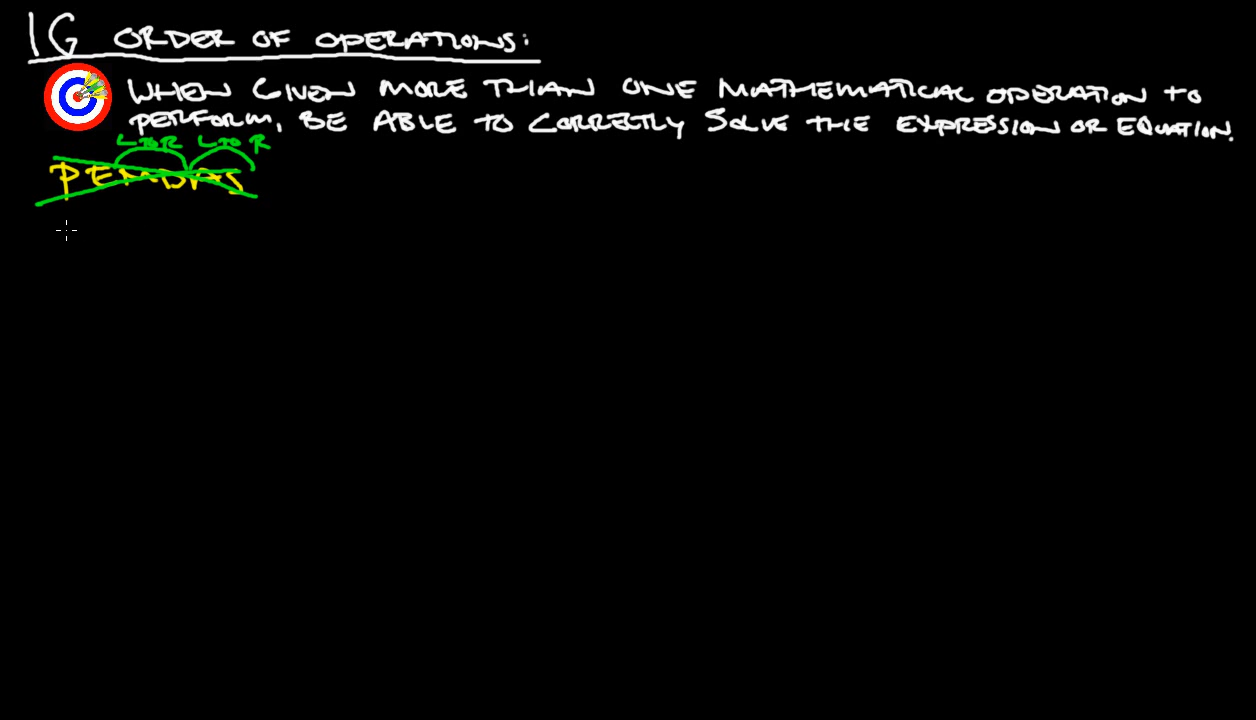 1G ORDER OF OPERATIONS:
WHEN GIVEN MORE THAN ONE MATHEMATICAL OPERATION TO
PERFORM, BE ABLE TO CORRECTLY SOLVE THE EXPRESSION OR EQUATION.
L TO R L TO R
PEMDAS